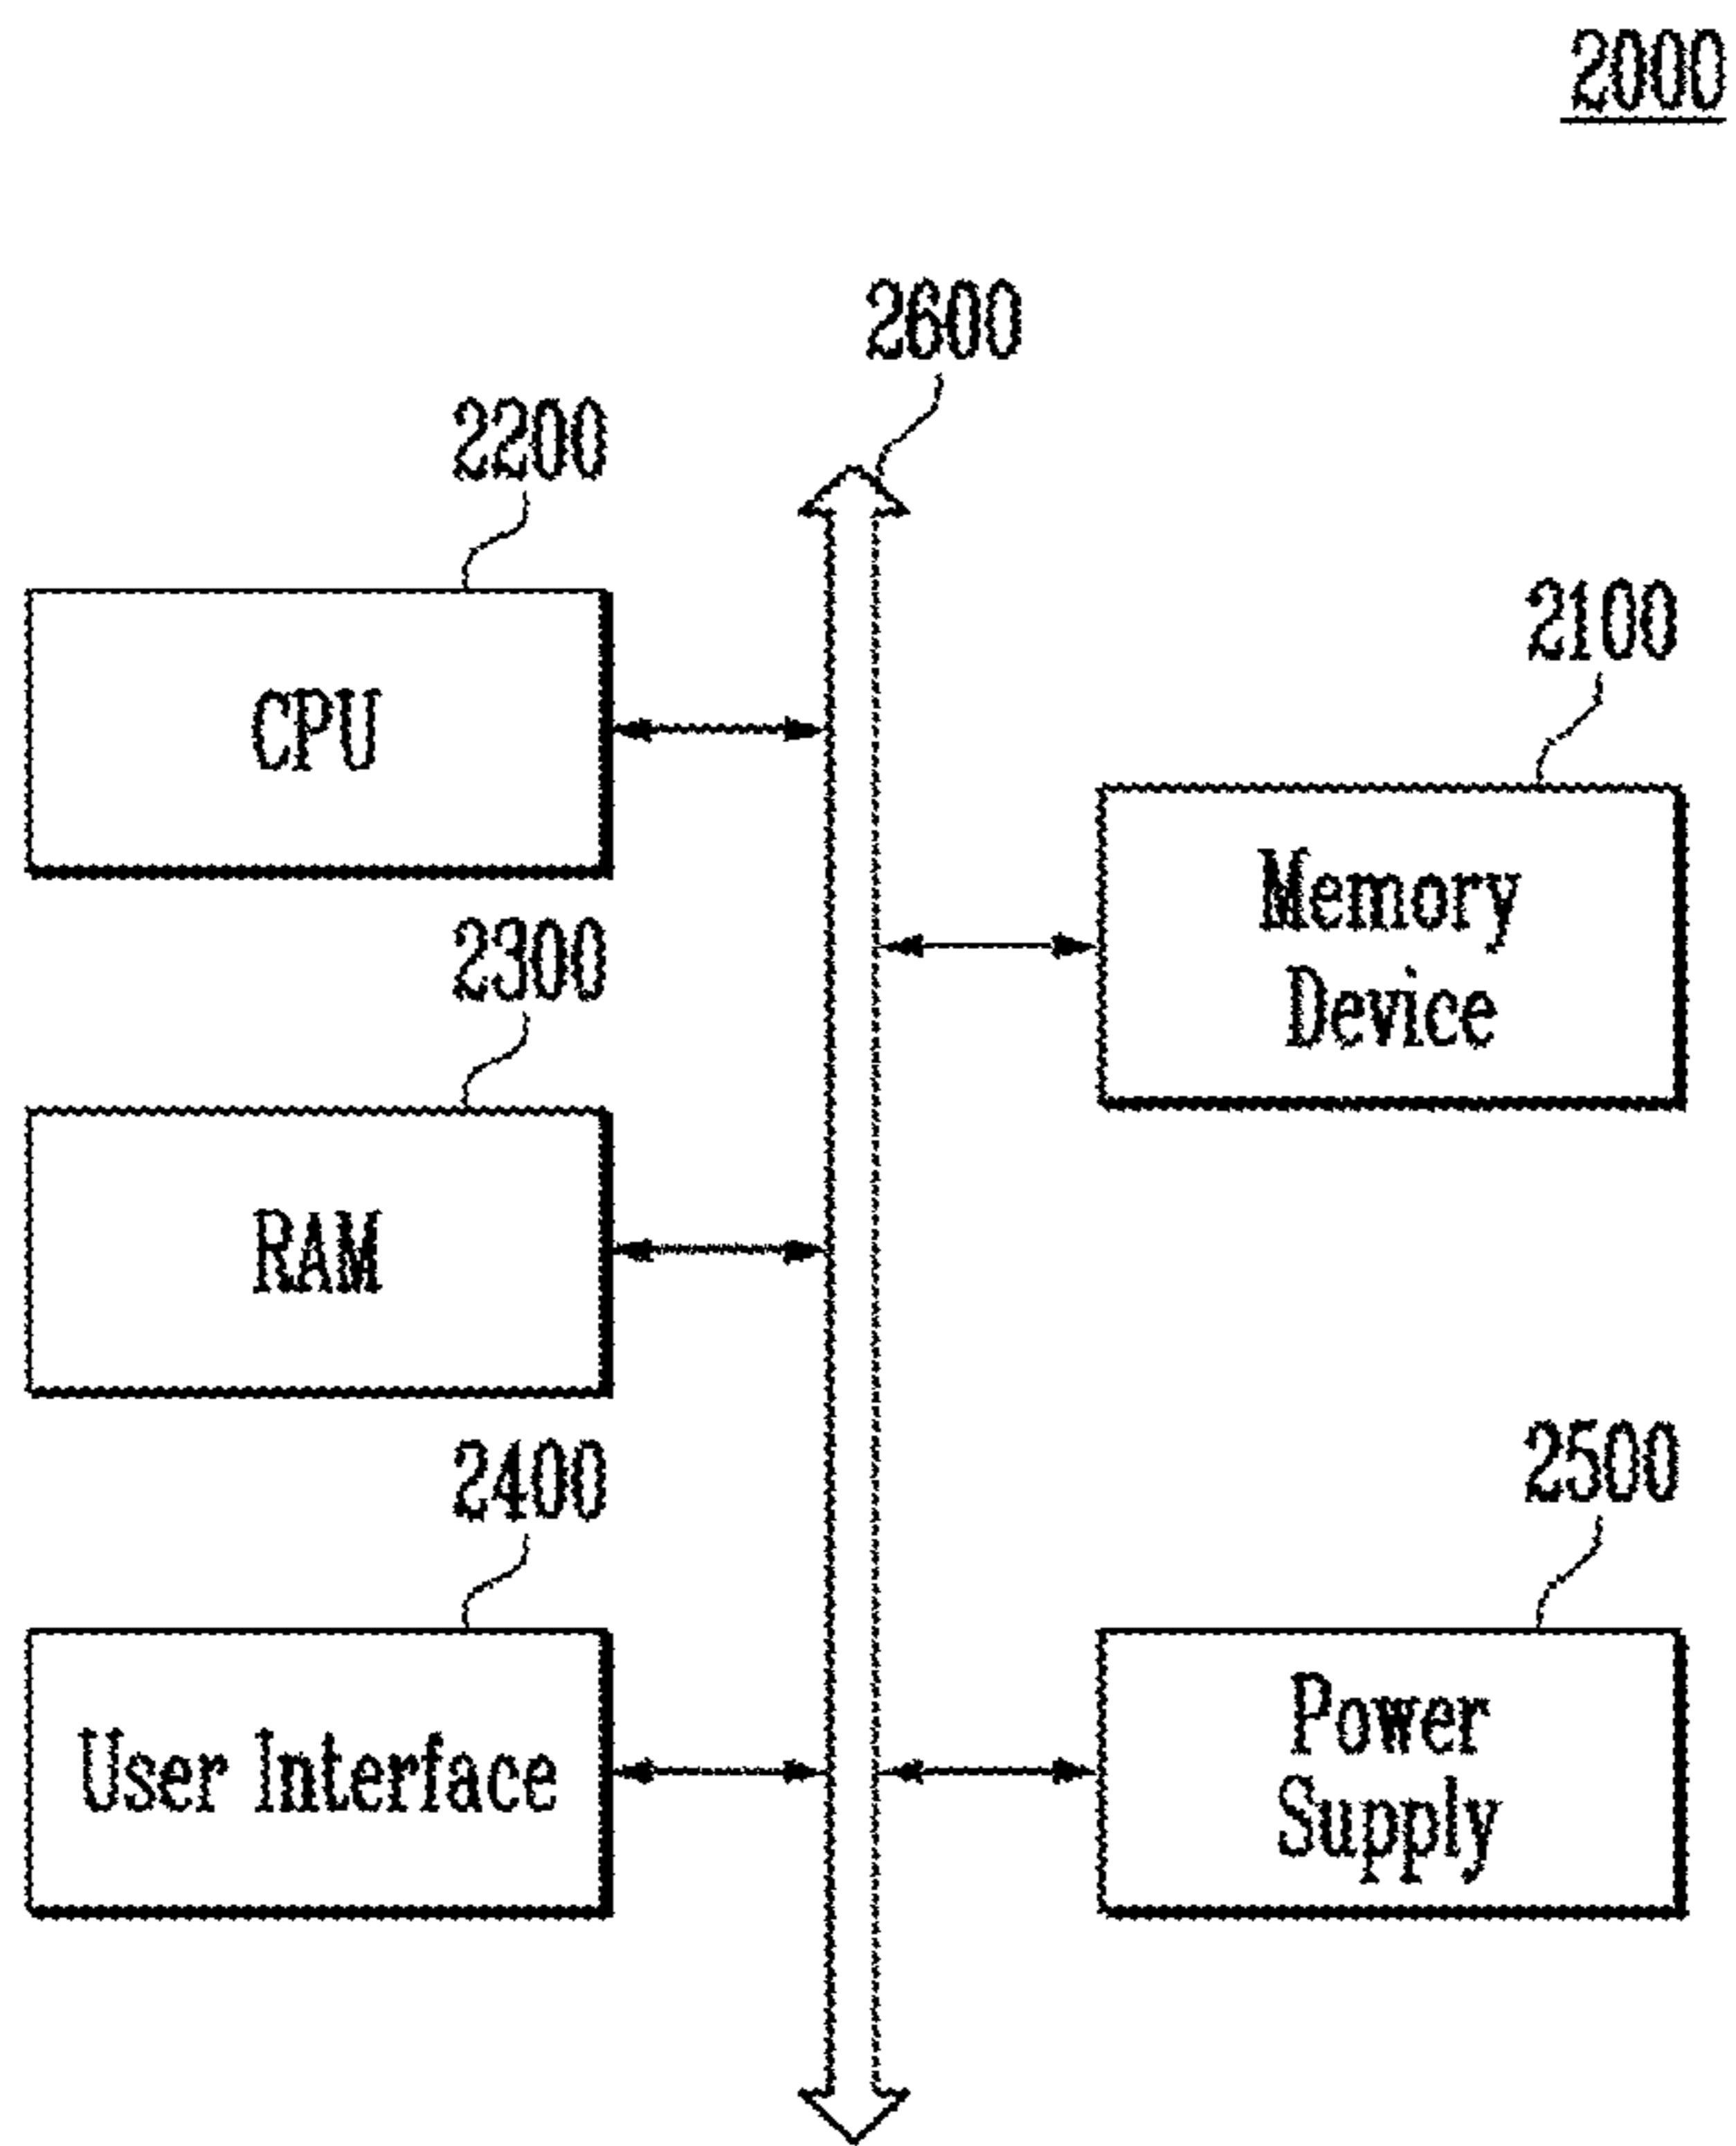 2000
2600
2200
CPU
2100
Memory
Device
2300
RAM
2400
User Interface
2500
Power
Supply